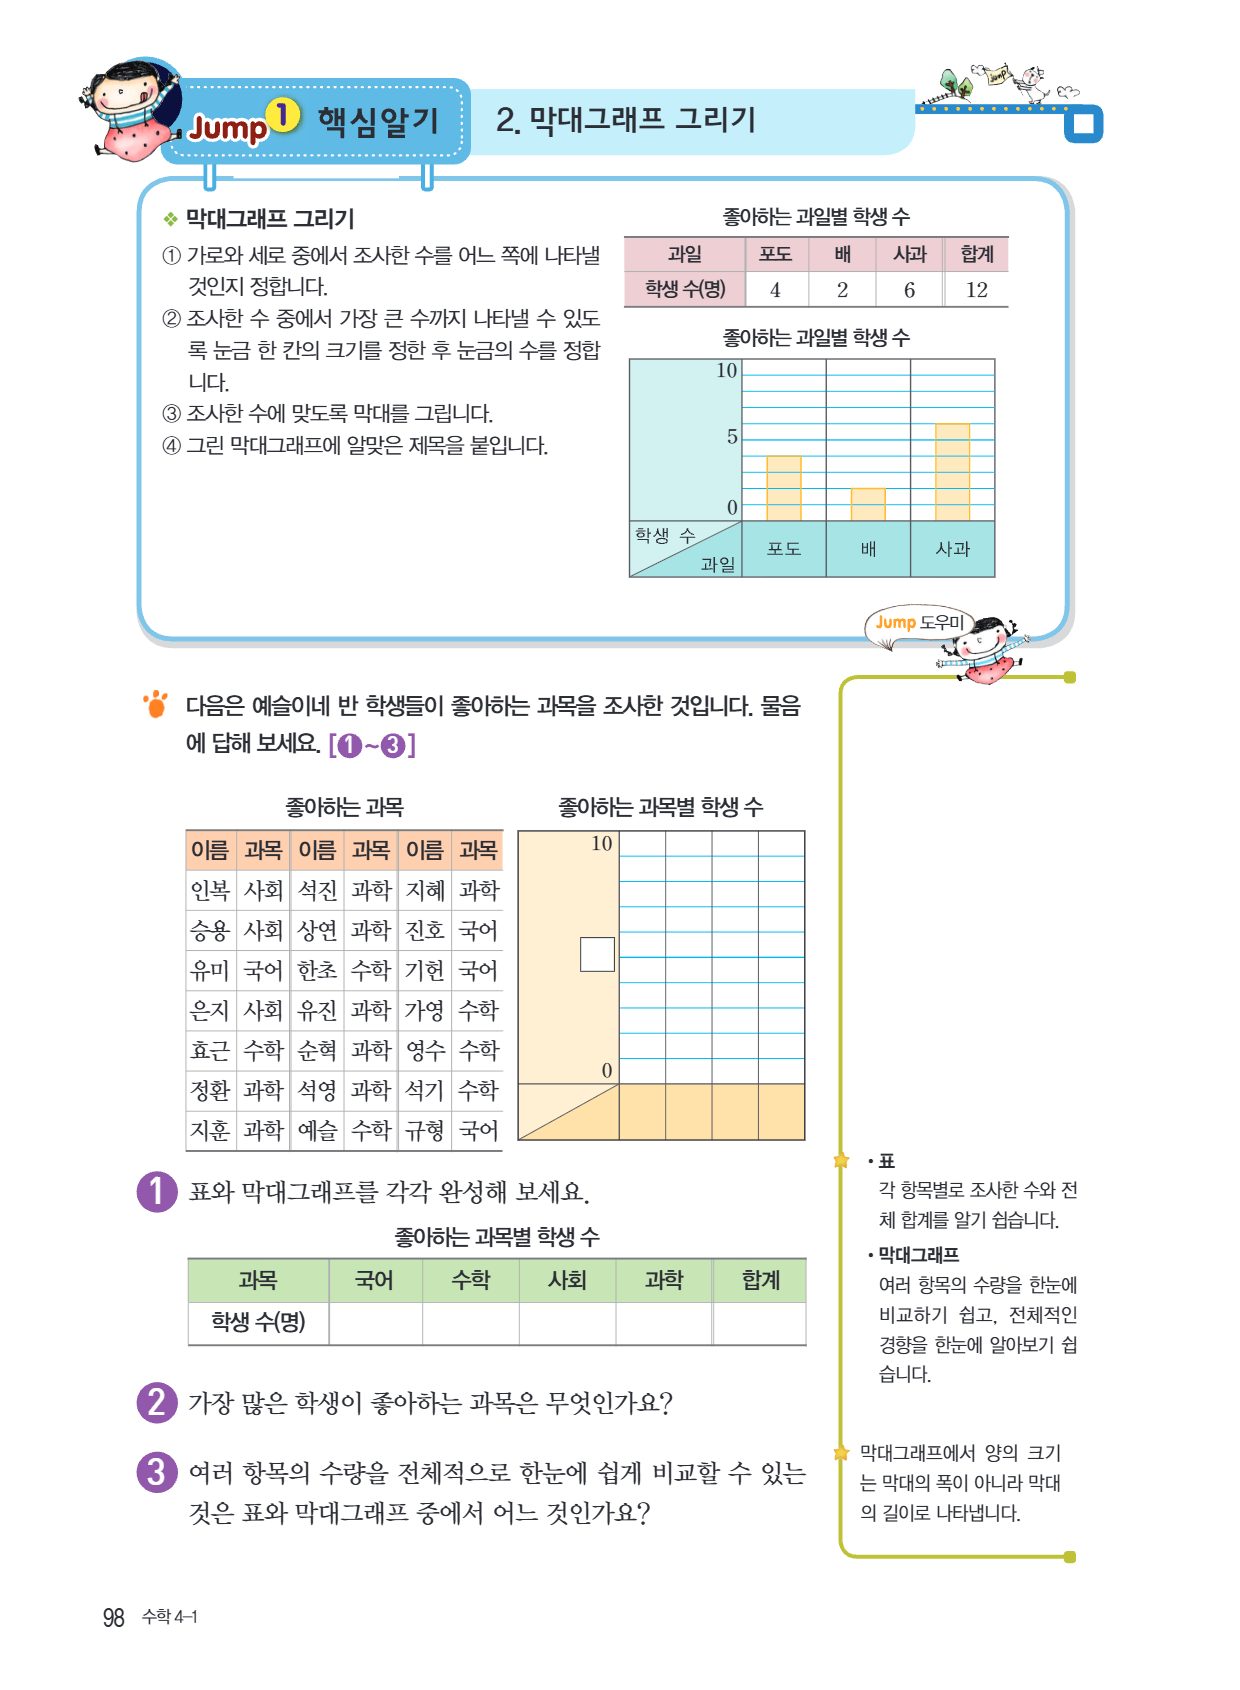 Jump 1 핵심알기
2. 막대그래프 그리기
Jump
❖ 막대그래프 그리기
① 가로와 세로 중에서 조사한 수를 어느 쪽에 나타낼
것인지 정합니다.
② 조사한 수 중에서 가장 큰 수까지 나타낼 수 있도
록 눈금 한 칸의 크기를 정한 후 눈금의 수를 정합
니다.
③ 조사한 수에 맞도록 막대를 그립니다.
④ 그린 막대그래프에 알맞은 제목을 붙입니다.
좋아하는 과일별 학생 수
과일 포도 배 사과 합계
학생 수(명) 4 2 6 12
좋아하는 과일별 학생 수
10
5
0
학생 수
과일
포도 배 사과
Jump 도우미
다음은 예슬이네 반 학생들이 좋아하는 과목을 조사한 것입니다. 물음
에 답해 보세요. [❶~❸]
좋아하는 과목
이름 과목 이름 과목 이름 과목
인복 사회 석진 과학 지혜 과학
승용 사회 상연 과학 진호 국어
유미 국어 한초 수학 기헌 국어
은지 사회 유진 과학 가영 수학
효근 수학 순혁 과학 영수 수학
정환 과학 석영 과학 석기 수학
지훈 과학 예슬 수학 규형 국어
좋아하는 과목별 학생 수
10
0
❶ 표와 막대그래프를 각각 완성해 보세요.
좋아하는 과목별 학생 수
과목 국어 수학 사회 과학 합계
학생 수(명)
❷ 가장 많은 학생이 좋아하는 과목은 무엇인가요?
❸ 여러 항목의 수량을 전체적으로 한눈에 쉽게 비교할 수 있는
것은 표와 막대그래프 중에서 어느 것인가요?
• 표
각 항목별로 조사한 수와 전
체 합계를 알기 쉽습니다.
• 막대그래프
여러 항목의 수량을 한눈에
비교하기 쉽고, 전체적인
경향을 한눈에 알아보기 쉽
습니다.
막대그래프에서 양의 크기
는 막대의 폭이 아니라 막대
의 길이로 나타냅니다.
98 수학 4-1